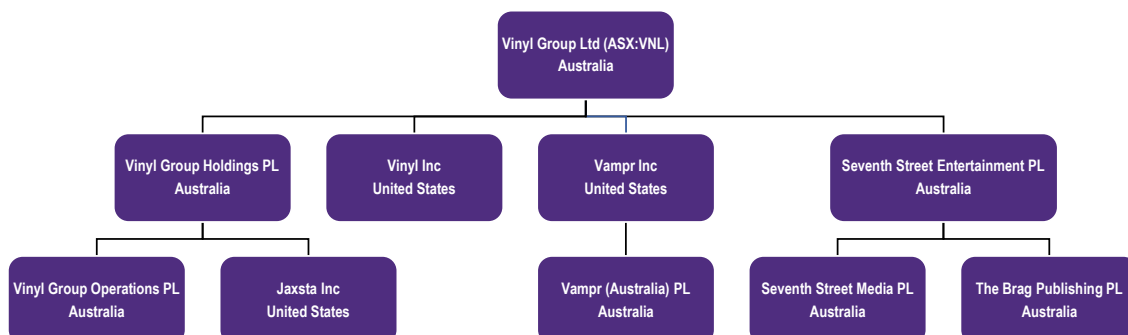 Vinyl Group Ltd (ASX:VNL)
Australia
Vinyl Group Holdings PL
Australia
Vinyl Inc
United States
Vampr Inc
United States
Seventh Street Entertainment PL
Australia
Vinyl Group Operations PL
Australia
Jaxsta Inc
United States
Vampr (Australia) PL
Australia
Seventh Street Media PL
Australia
The Brag Publishing PL
Australia